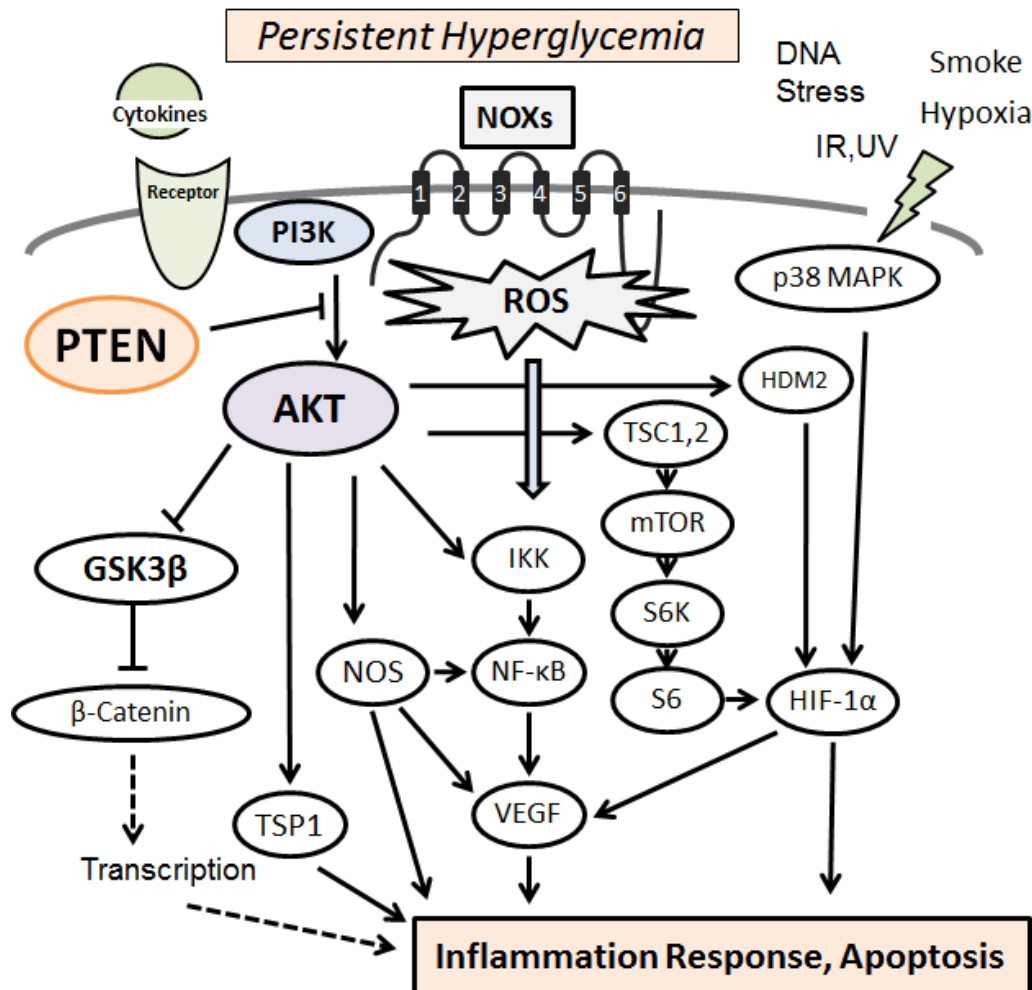 Persistent Hyperglycemia
DNA
Stress
Smoke
Hypoxia
IR,UV
Cytokines
Receptor
NOXs
1 2 3 4 5 6
PI3K
ROS
p38 MAPK
PTEN
AKT
HDM2
TSC1,2
mTOR
GSK3β
IKK
S6K
NOS
NF-κB
S6
HIF-1α
β-Catenin
TSP1
VEGF
Transcription
Inflammation Response, Apoptosis